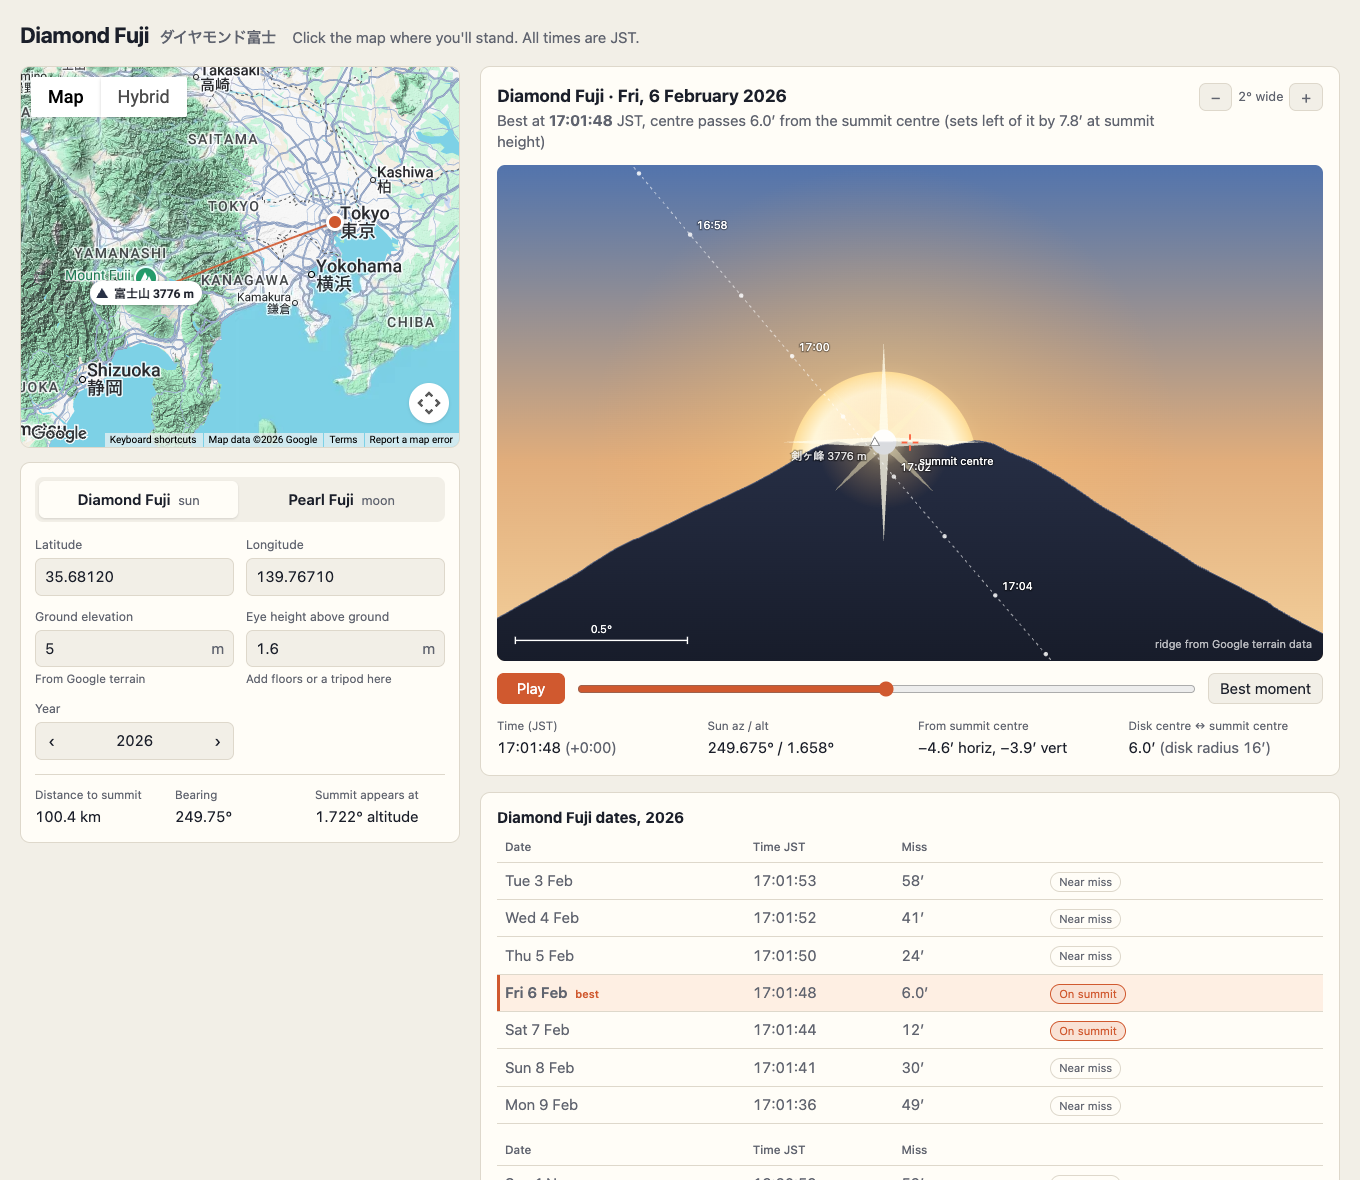 Diamond Fuji ダイヤモンド富士 Click the map where you'll stand. All times are JST.
Takasaki
高崎
Map Hybrid
SAITAMA
Kashiwa
柏
TOKYO
Tokyo
東京
YAMANASHI
Mount Fuji
▲ 富士山 3776 m
KANAGAWA
Yokohama
横浜
Kamakura
鎌倉
CHIBA
Shizuoka
静岡
Google
Keyboard shortcuts Map data ©2026 Google Terms Report a map error
Diamond Fuji sun Pearl Fuji moon
Latitude Longitude
35.68120 139.76710
Ground elevation Eye height above ground
5 m 1.6 m
From Google terrain Add floors or a tripod here
Year
‹ 2026 ›
Distance to summit Bearing Summit appears at
100.4 km 249.75° 1.722° altitude
Diamond Fuji · Fri, 6 February 2026
− 2° wide +
Best at 17:01:48 JST, centre passes 6.0′ from the summit centre (sets left of it by 7.8′ at summit
height)
16:58
17:00
剣ヶ峰 3776 m
summit centre
17:02
17:04
0.5°
ridge from Google terrain data
Play Best moment
Time (JST) Sun az / alt From summit centre Disk centre ↔ summit centre
17:01:48 (+0:00) 249.675° / 1.658° −4.6′ horiz, −3.9′ vert 6.0′ (disk radius 16′)
Diamond Fuji dates, 2026
Date Time JST Miss
Tue 3 Feb 17:01:53 58′ Near miss
Wed 4 Feb 17:01:52 41′ Near miss
Thu 5 Feb 17:01:50 24′ Near miss
Fri 6 Feb best 17:01:48 6.0′ On summit
Sat 7 Feb 17:01:44 12′ On summit
Sun 8 Feb 17:01:41 30′ Near miss
Mon 9 Feb 17:01:36 49′ Near miss
Date Time JST Miss